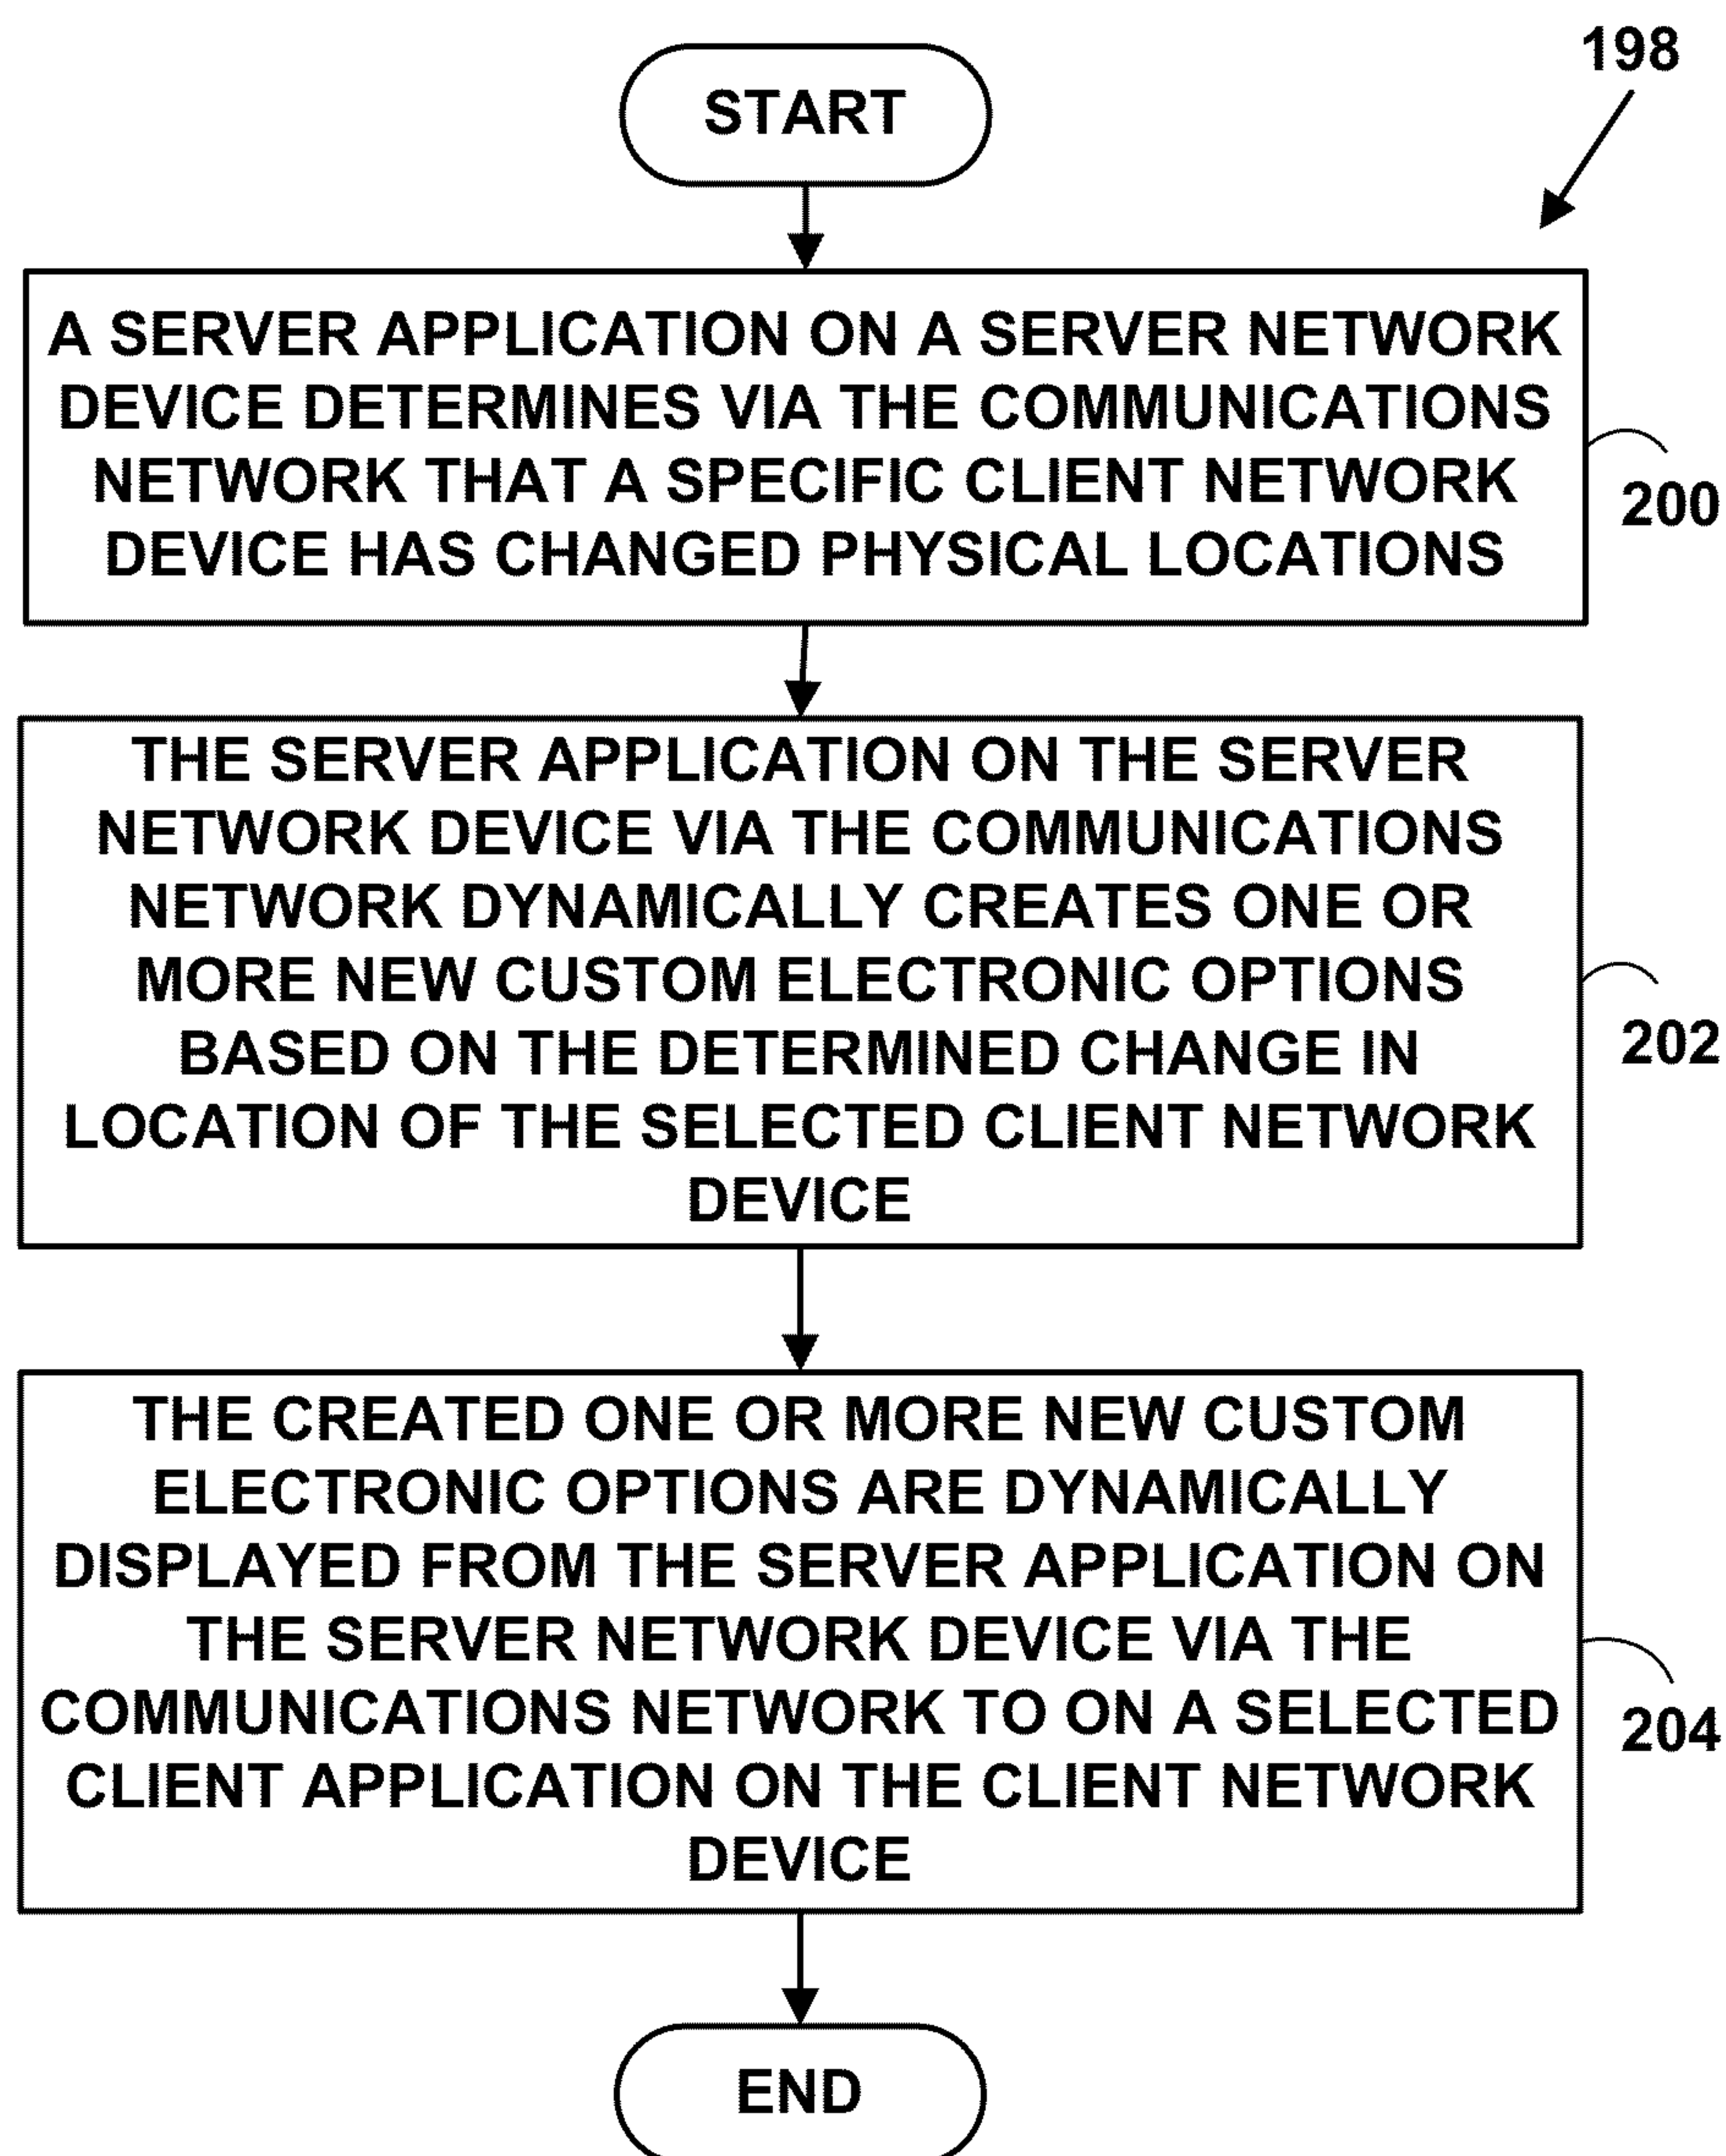 198
START
A SERVER APPLICATION ON A SERVER NETWORK
DEVICE DETERMINES VIA THE COMMUNICATIONS
NETWORK THAT A SPECIFIC CLIENT NETWORK
DEVICE HAS CHANGED PHYSICAL LOCATIONS
200
THE SERVER APPLICATION ON THE SERVER
NETWORK DEVICE VIA THE COMMUNICATIONS
NETWORK DYNAMICALLY CREATES ONE OR
MORE NEW CUSTOM ELECTRONIC OPTIONS
BASED ON THE DETERMINED CHANGE IN
LOCATION OF THE SELECTED CLIENT NETWORK
DEVICE
202
THE CREATED ONE OR MORE NEW CUSTOM
ELECTRONIC OPTIONS ARE DYNAMICALLY
DISPLAYED FROM THE SERVER APPLICATION ON
THE SERVER NETWORK DEVICE VIA THE
COMMUNICATIONS NETWORK TO ON A SELECTED
CLIENT APPLICATION ON THE CLIENT NETWORK
DEVICE
204
END